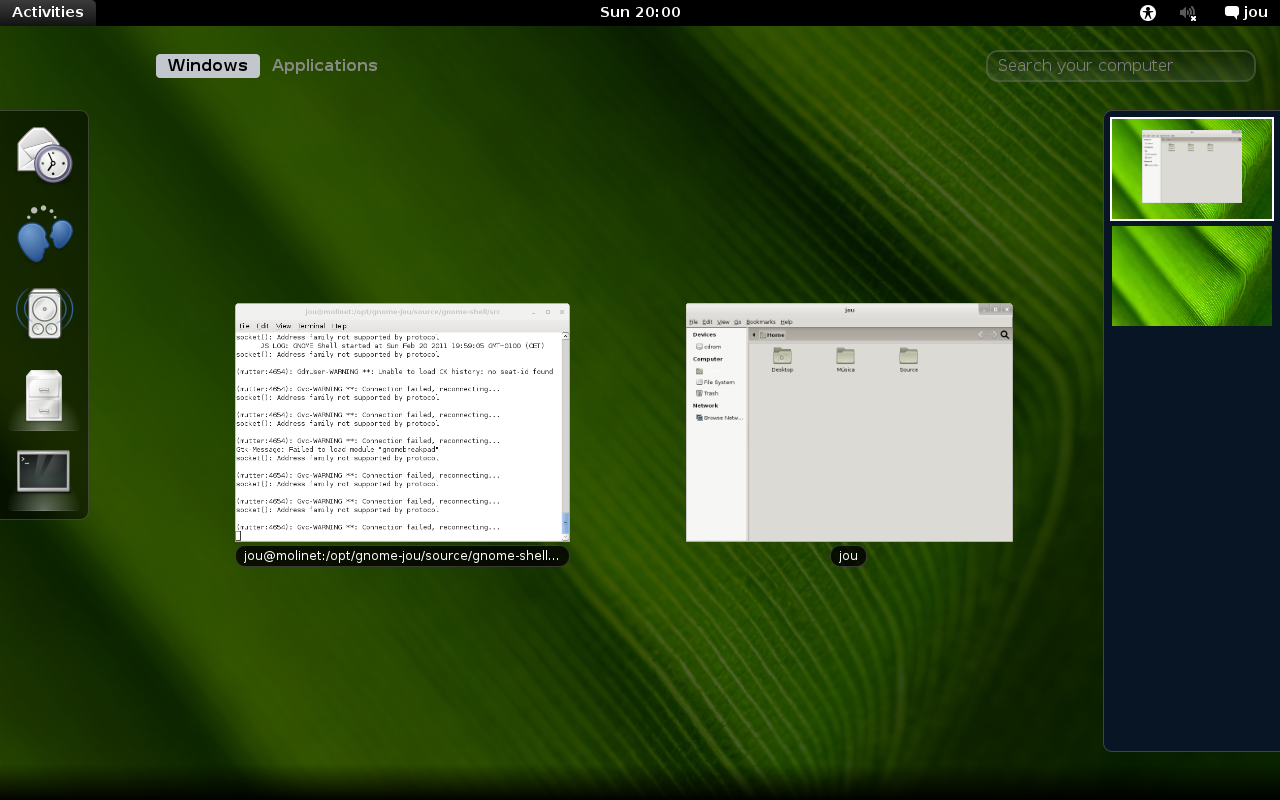 Activities
Sun 20:00
jou
Windows
Applications
Search your computer
jou@molinet:/opt/gnome-jou/source/gnome-shell/src
File Edit View Terminal Help
socket(): Address family not supported by protocol
JS LOG: GNOME Shell started at Sun Feb 20 2011 19:59:05 GMT+0100 (CET)
socket(): Address family not supported by protocol
(mutter:4654): GdmUser-WARNING **: Unable to load CK history: no seat-id found
(mutter:4654): Gvc-WARNING **: Connection failed, reconnecting...
socket(): Address family not supported by protocol
(mutter:4654): Gvc-WARNING **: Connection failed, reconnecting...
socket(): Address family not supported by protocol
(mutter:4654): Gvc-WARNING **: Connection failed, reconnecting...
Gtk-Message: Failed to load module "gnomebreakpad"
socket(): Address family not supported by protocol
(mutter:4654): Gvc-WARNING **: Connection failed, reconnecting...
socket(): Address family not supported by protocol
(mutter:4654): Gvc-WARNING **: Connection failed, reconnecting...
socket(): Address family not supported by protocol
(mutter:4654): Gvc-WARNING **: Connection failed, reconnecting...
jou@molinet:/opt/gnome-jou/source/gnome-shell...
jou
File Edit View Go Bookmarks Help
Devices
cdrom
Computer
File System
Trash
Network
Browse Netw...
Home
Desktop
Música
Source
jou